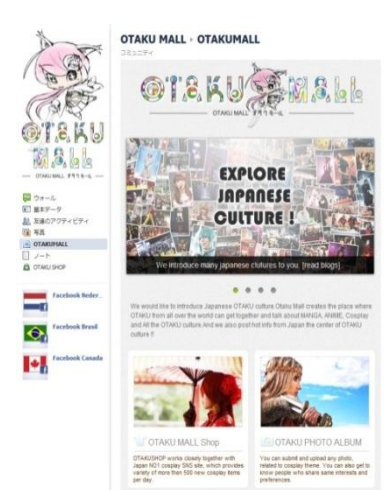 OTAKU MALL › OTAKUMALL
コミュニティ
OTAKU MALL
OTAKU MALL オタクモール
OTAKU
MALL
OTAKU MALL オタクモール
EXPLORE
JAPANESE
CULTURE !
We introduce many japanese clutures to you. [read blogs]
ウォール
基本データ
友達のアクティビティ
写真
OTAKUMALL
ノート
OTAKU SHOP
Facebook Neder...
Facebook Brasil
Facebook Canada
We would like to introduce Japanese OTAKU culture Otaku Mall creates the place where
OTAKU from all over the world can get together and talk about MANGA, ANIME, Cosplay
and All the OTAKU culture And we also post hot info from Japan the center of OTAKU
culture !!
OTAKU MALL Shop
OTAKUSHOP works closely together with
Japan NO1 cosplay SNS site, which provides
variety of more then 500 new cosplay items
per day.
OTAKU PHOTO ALBUM
You can submit and upload any photo,
related to cosplay theme. You can also get to
know people who share same interests and
preferences.